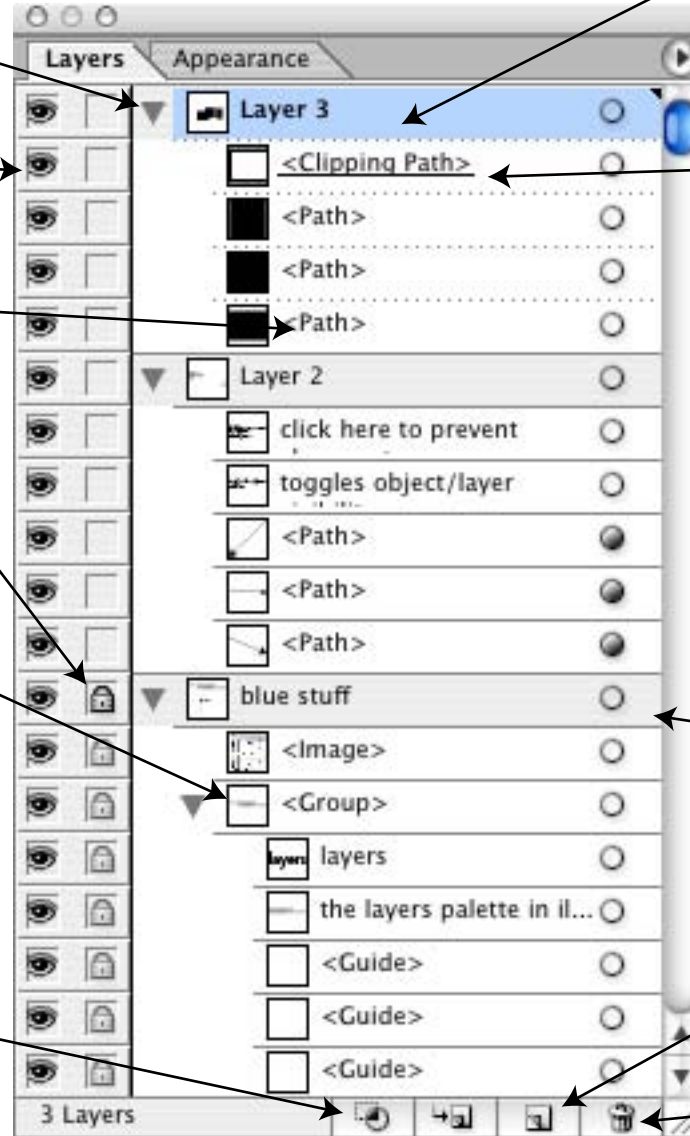 Layers Appearance
Layer 3
<Clipping Path>
<Path>
<Path>
<Path>
Layer 2
click here to prevent
toggles object/layer
<Path>
<Path>
<Path>
blue stuff
<Image>
<Group>
layers layers
the layers palette in il...
<Guide>
<Guide>
<Guide>
3 Layers